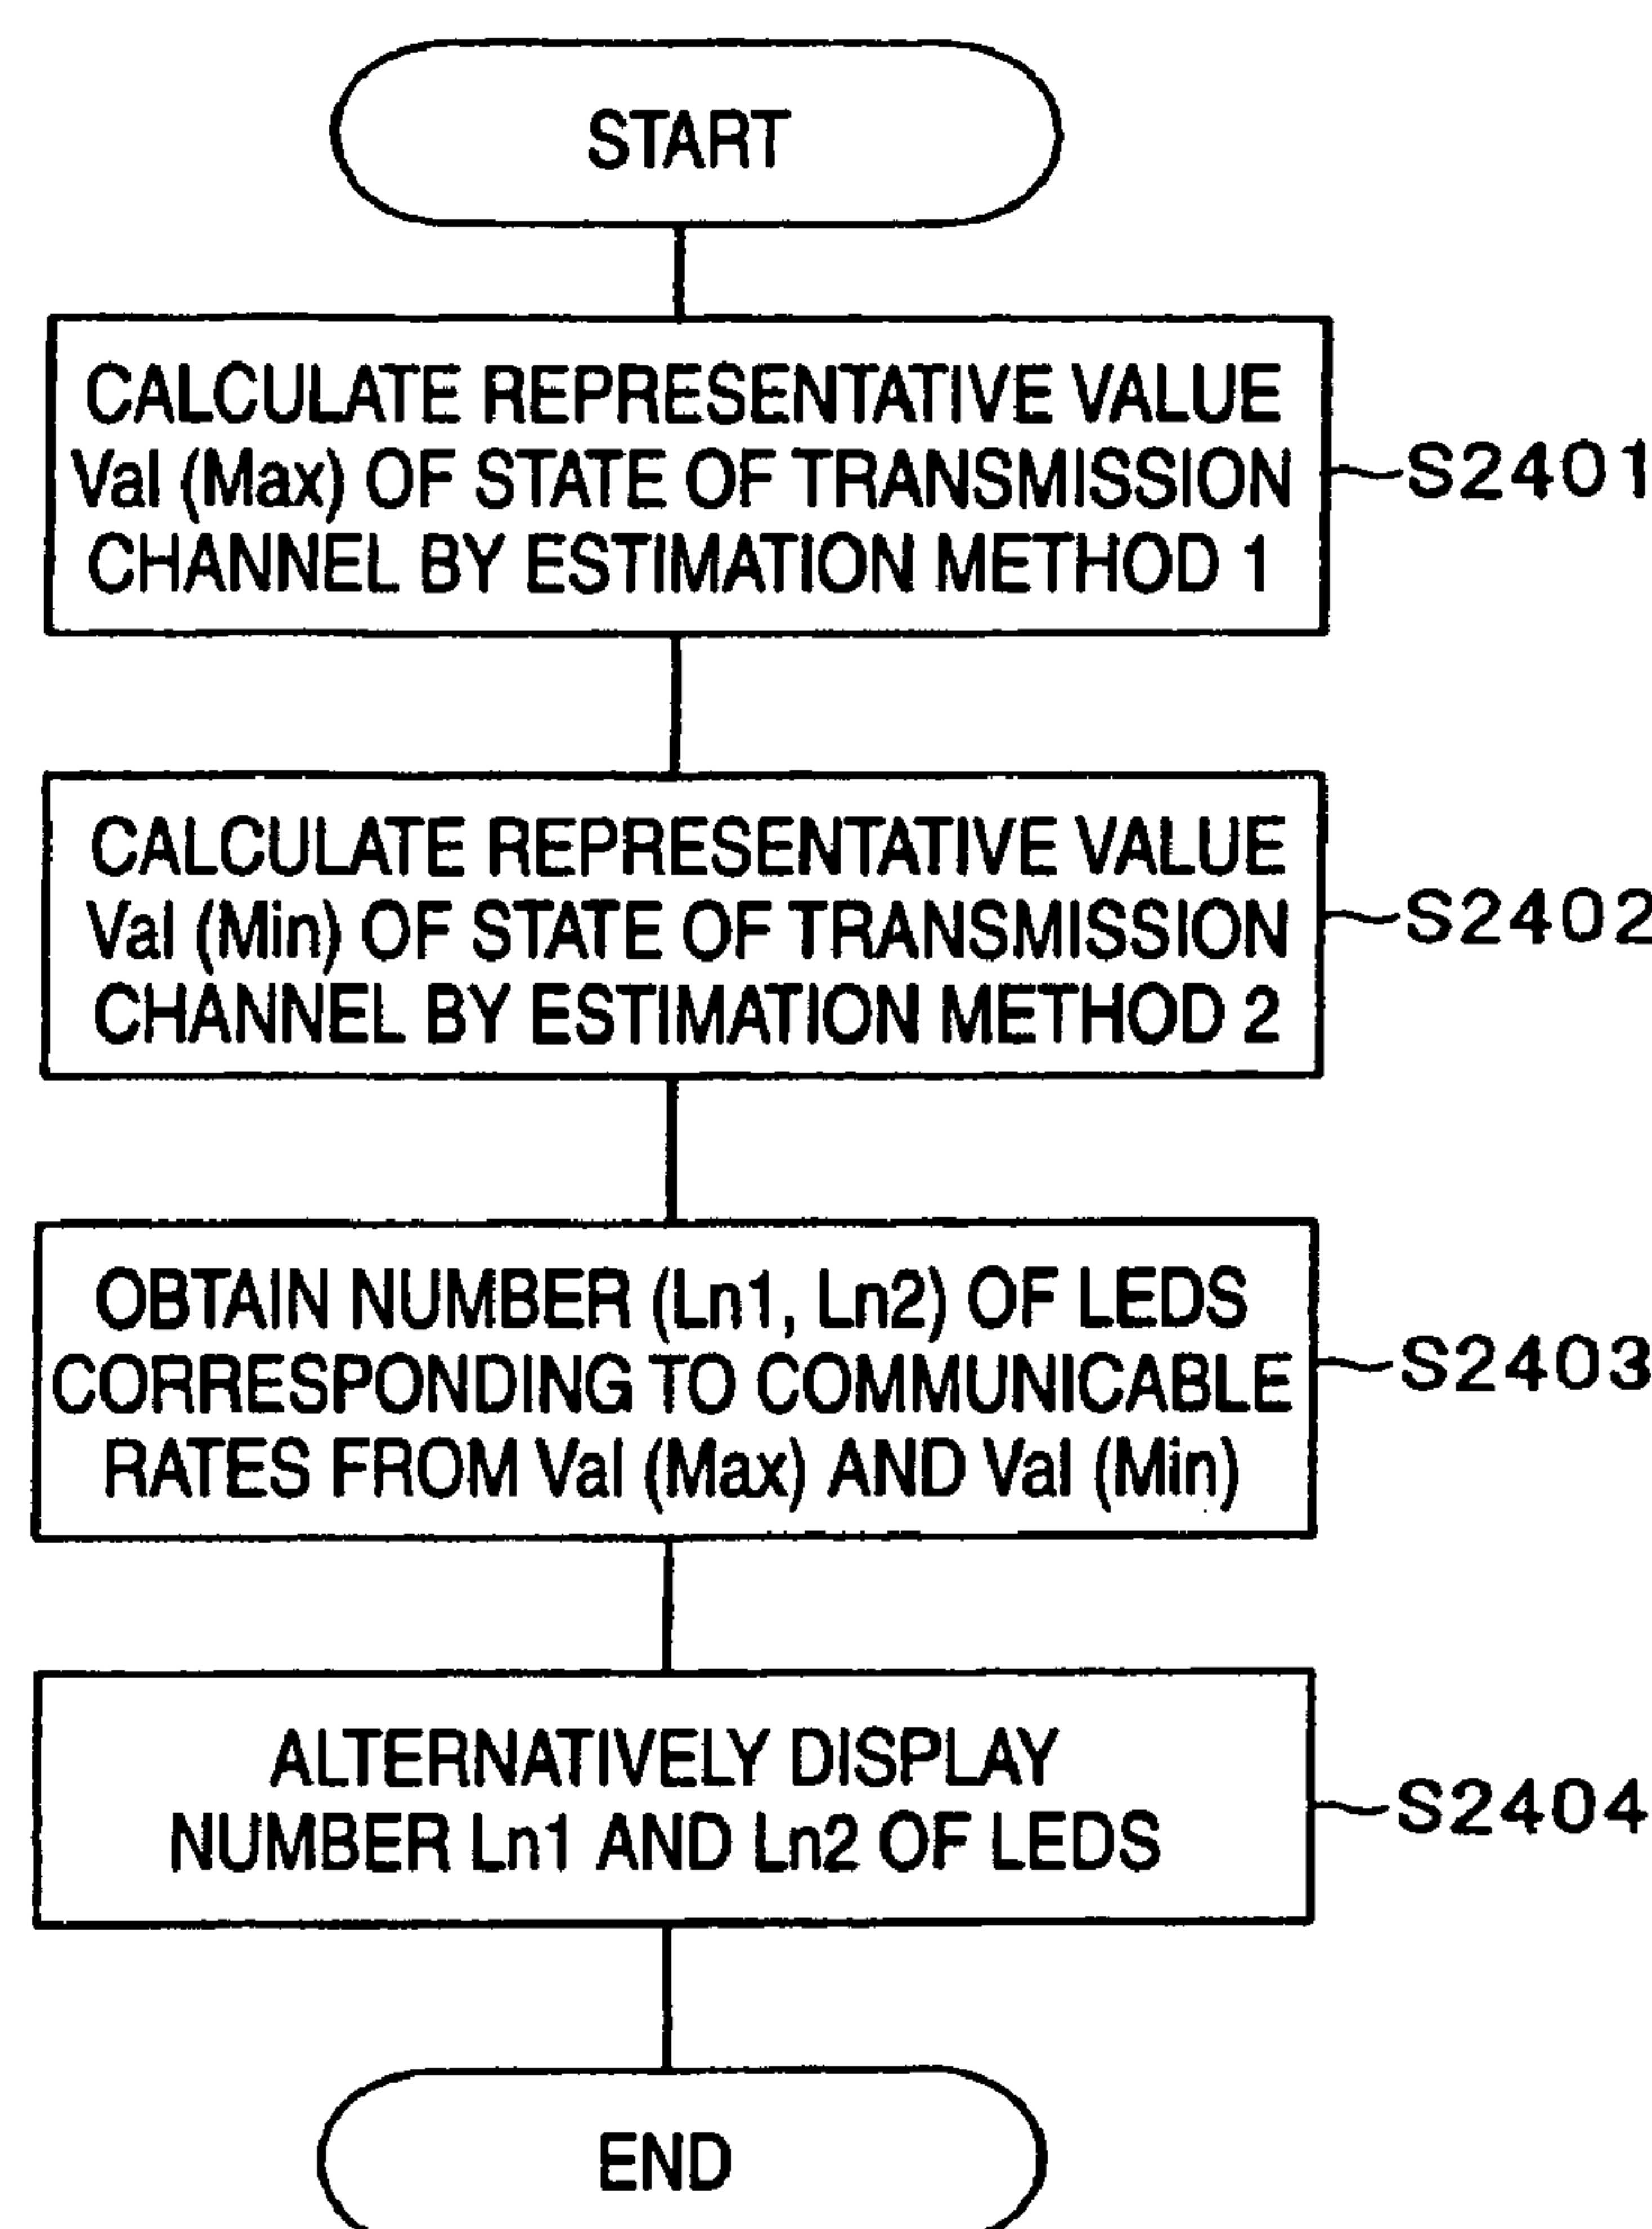 START
CALCULATE REPRESENTATIVE VALUE
Val (Max) OF STATE OF TRANSMISSION
CHANNEL BY ESTIMATION METHOD 1
S2401
CALCULATE REPRESENTATIVE VALUE
Val (Min) OF STATE OF TRANSMISSION
CHANNEL BY ESTIMATION METHOD 2
S2402
OBTAIN NUMBER (Ln1, Ln2) OF LEDS
CORRESPONDING TO COMMUNICABLE
RATES FROM Val (Max) AND Val (Min)
S2403
ALTERNATIVELY DISPLAY
NUMBER Ln1 AND Ln2 OF LEDS
S2404
END